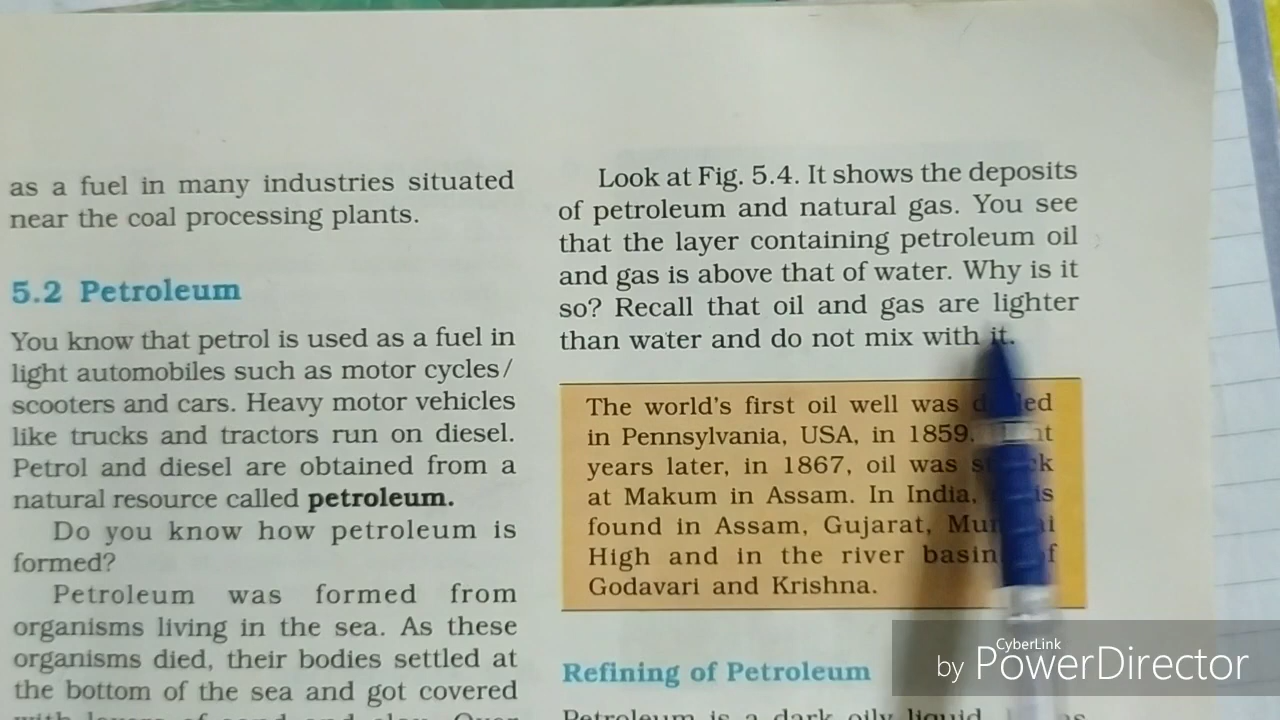 as a fuel in many industries situated
near the coal processing plants.
5.2 Petroleum
You know that petrol is used as a fuel in
light automobiles such as motor cycles/
scooters and cars. Heavy motor vehicles
like trucks and tractors run on diesel.
Petrol and diesel are obtained from a
natural resource called petroleum.
Do you know how petroleum is
formed?
Petroleum was formed from
organisms living in the sea. As these
organisms died, their bodies settled at
the bottom of the sea and got covered
Look at Fig. 5.4. It shows the deposits
of petroleum and natural gas. You see
that the layer containing petroleum oil
and gas is above that of water. Why is it
so? Recall that oil and gas are lighter
than water and do not mix with it.
The world's first oil well was
in Pennsylvania, USA, in 1859.
years later, in 1867, oil was
at Makum in Assam. In India,
found in Assam, Gujarat,
High and in the river
Godavari and Krishna.
Refining of Petroleum
Petroleum is a dark oily liquid
CyberLink
by PowerDirector